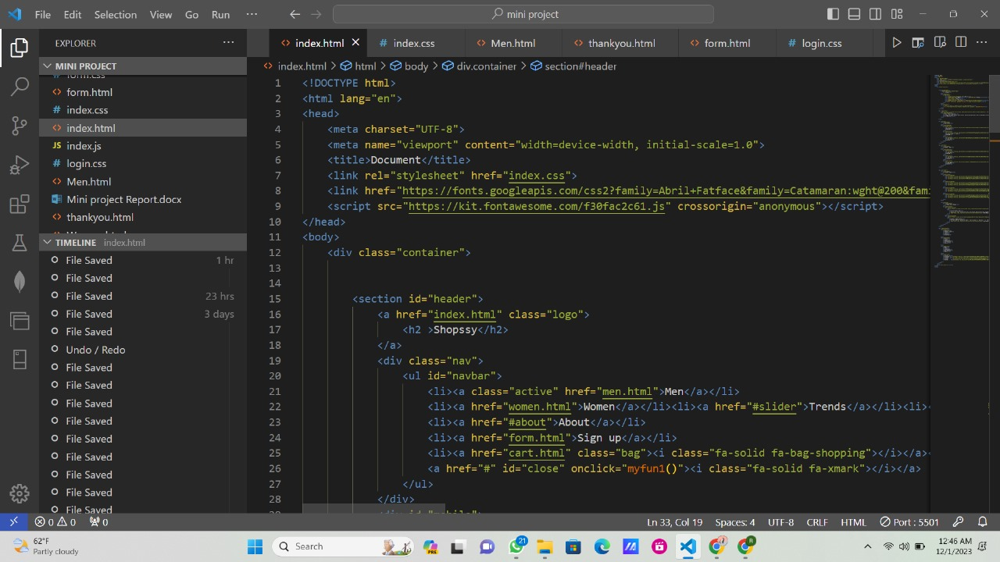 File Edit Selection View Go Run ··· mini project
EXPLORER ···
index.html index.css Men.html thankyou.html form.html login.css ···
MINI PROJECT
index.html > html > body > div.container > section#header
form.css
form.html
index.css
index.html
JS index.js
login.css
Men.html
Mini project Report.docx
thankyou.html
TIMELINE index.html
File Saved 1 hr
File Saved
File Saved 23 hrs
File Saved 3 days
File Saved
Undo / Redo
File Saved
File Saved
File Saved
File Saved
File Saved
File Saved
File Saved
File Saved
File Saved
1 <!DOCTYPE html>
2 <html lang="en">
3 <head>
4 <meta charset="UTF-8">
5 <meta name="viewport" content="width=device-width, initial-scale=1.0">
6 <title>Document</title>
7 <link rel="stylesheet" href="index.css">
8 <link href="https://fonts.googleapis.com/css2?family=Abril+Fatface&family=Catamaran:wght@200&fami
9 <script src="https://kit.fontawesome.com/f30fac2c61.js" crossorigin="anonymous"></script>
10 </head>
11 <body>
12 <div class="container">
13
14
15 <section id="header">
16 <a href="index.html" class="logo">
17 <h2 >Shopssy</h2>
18 </a>
19 <div class="nav">
20 <ul id="navbar">
21 <li><a class="active" href="men.html">Men</a></li>
22 <li><a href="women.html">Women</a></li><li><a href="#slider">Trends</a></li><li>
23 <li><a href="#about">About</a></li>
24 <li><a href="form.html">Sign up</a></li>
25 <li><a href="cart.html" class="bag"><i class="fa-solid fa-bag-shopping"></i></a>
26 <a href="#" id="close" onclick="myfun1()"><i class="fa-solid fa-xmark"></i></a>
27 </ul>
28 </div>
29 <div id="mobile">
0 0 0 Ln 33, Col 19 Spaces: 4 UTF-8 CRLF HTML Port : 5501
62°F
Partly cloudy
Search
PRE
21
R
12:46 AM
12/1/2023